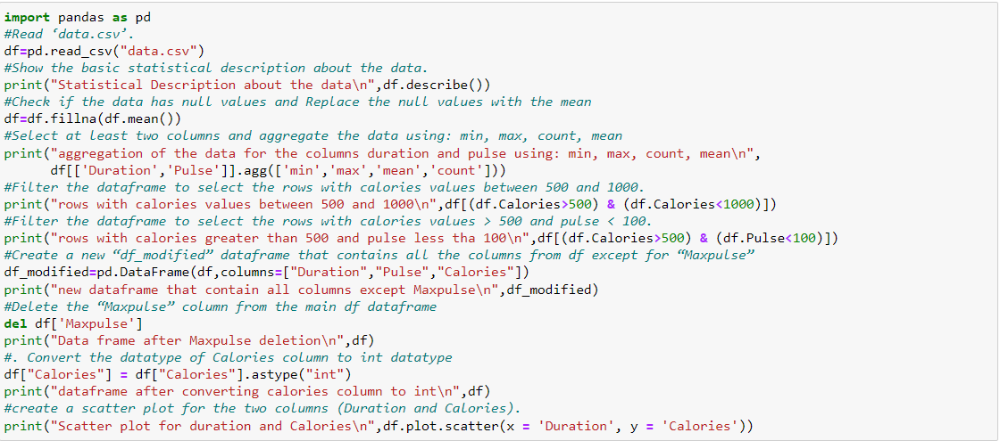 import pandas as pd
#Read ‘data.csv’.
df=pd.read_csv("data.csv")
#Show the basic statistical description about the data.
print("Statistical Description about the data\n",df.describe())
#Check if the data has null values and Replace the null values with the mean
df=df.fillna(df.mean())
#Select at least two columns and aggregate the data using: min, max, count, mean
print("aggregation of the data for the columns duration and pulse using: min, max, count, mean\n",
      df[['Duration','Pulse']].agg(['min','max','mean','count']))
#Filter the dataframe to select the rows with calories values between 500 and 1000.
print("rows with calories values between 500 and 1000\n",df[(df.Calories>500) & (df.Calories<1000)])
#Filter the dataframe to select the rows with calories values > 500 and pulse < 100.
print("rows with calories greater than 500 and pulse less tha 100\n",df[(df.Calories>500) & (df.Pulse<100)])
#Create a new “df_modified” dataframe that contains all the columns from df except for “Maxpulse”
df_modified=pd.DataFrame(df,columns=["Duration","Pulse","Calories"])
print("new dataframe that contain all columns except Maxpulse\n",df_modified)
#Delete the “Maxpulse” column from the main df dataframe
del df['Maxpulse']
print("Data frame after Maxpulse deletion\n",df)
#. Convert the datatype of Calories column to int datatype
df["Calories"] = df["Calories"].astype("int")
print("dataframe after converting calories column to int\n",df)
#create a scatter plot for the two columns (Duration and Calories).
print("Scatter plot for duration and Calories\n",df.plot.scatter(x = 'Duration', y = 'Calories'))